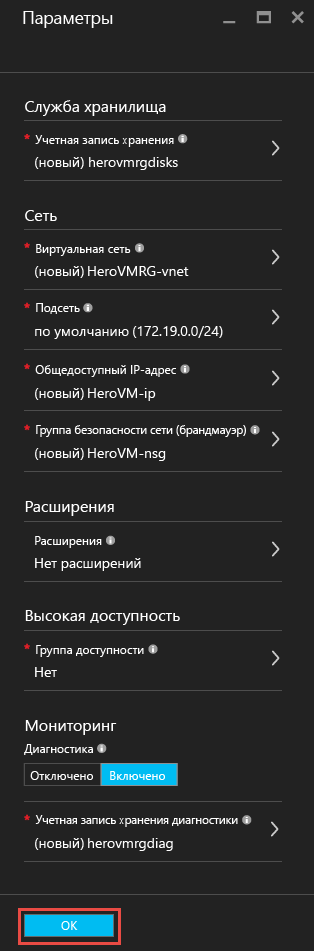 Параметры
Служба хранилища
* Учетная запись хранения
(новый) herovmrgdisks
Сеть
* Виртуальная сеть
(новый) HeroVMRG-vnet
* Подсеть
по умолчанию (172.19.0.0/24)
* Общедоступный IP-адрес
(новый) HeroVM-ip
* Группа безопасности сети (брандмауэр)
(новый) HeroVM-nsg
Расширения
Расширения
Нет расширений
Высокая доступность
* Группа доступности
Нет
Мониторинг
Диагностика
Отключено Включено
* Учетная запись хранения диагностики
(новый) herovmrgdiag
ОК